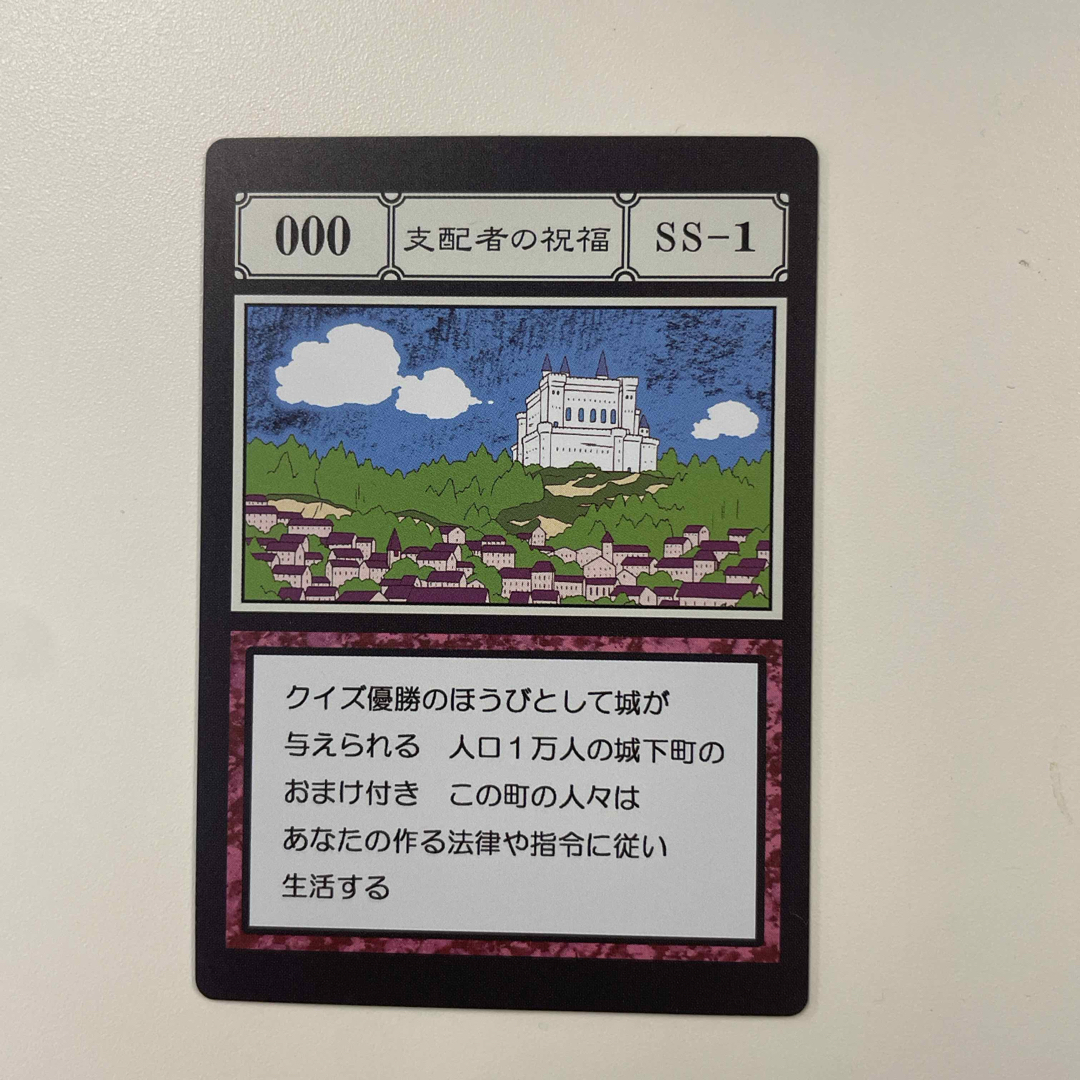 000 支配者の祝福 SS-1
クイズ優勝のほうびとして城が
与えられる　人口１万人の城下町の
おまけ付き　この町の人々は
あなたの作る法律や指令に従い
生活する